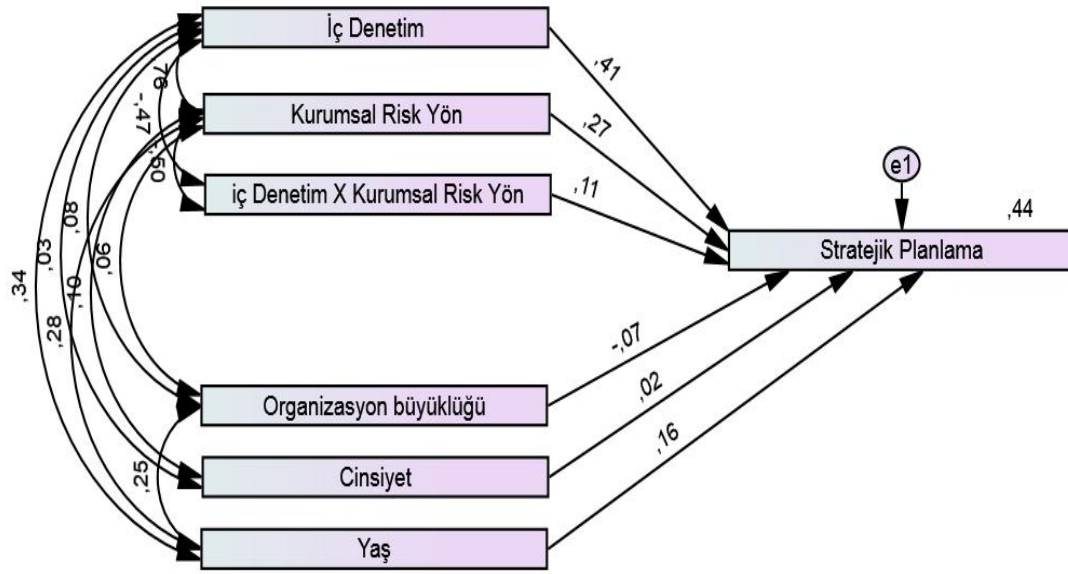 İç Denetim
,41
Kurumsal Risk Yön
,27
iç Denetim X Kurumsal Risk Yön
,11
,76
-,47
-,50
e1
,44
Stratejik Planlama
,08
,03
,34
,06
,10
,28
-,07
Organizasyon büyüklüğü
,02
,25
Cinsiyet
,16
Yaş